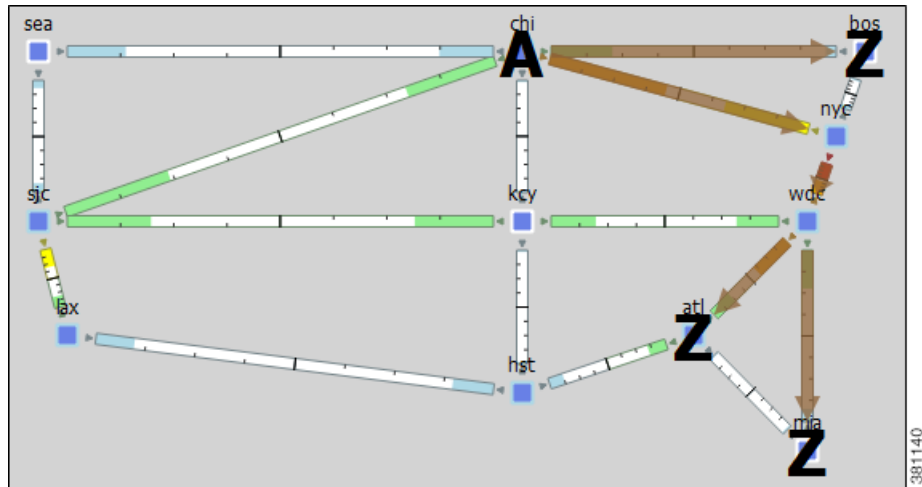 sea chi bos
A Z
nyc
sjc kcy wdc
lax atl
Z
hst
mia
Z
381140